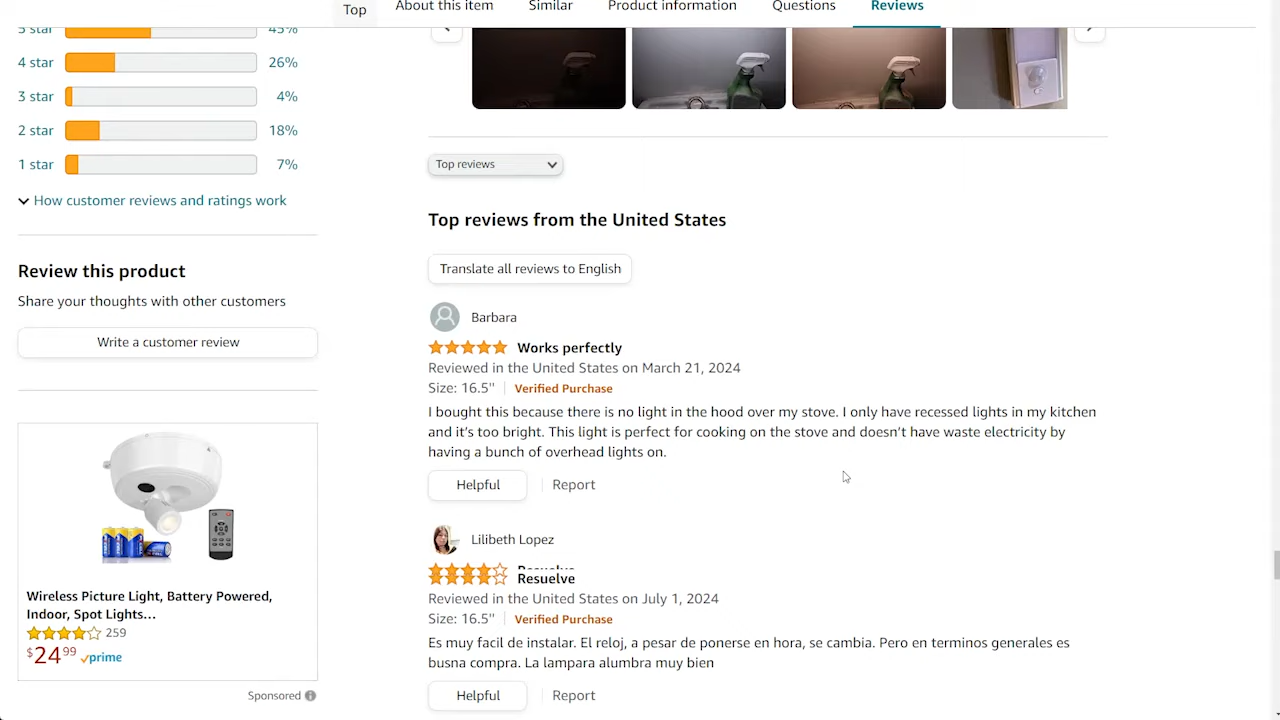 Top
About this item
Similar
Product information
Questions
Reviews
5 star 45%
4 star 26%
3 star 4%
2 star 18%
1 star 7%
How customer reviews and ratings work
Review this product
Share your thoughts with other customers
Write a customer review
Wireless Picture Light, Battery Powered,
Indoor, Spot Lights...
259
$24 99 prime
Sponsored
Top reviews
Top reviews from the United States
Translate all reviews to English
Barbara
Works perfectly
Reviewed in the United States on March 21, 2024
Size: 16.5" Verified Purchase
I bought this because there is no light in the hood over my stove. I only have recessed lights in my kitchen
and it's too bright. This light is perfect for cooking on the stove and doesn't have waste electricity by
having a bunch of overhead lights on.
Helpful
Report
Lilibeth Lopez
Resuelve
Reviewed in the United States on July 1, 2024
Size: 16.5" Verified Purchase
Es muy facil de instalar. El reloj, a pesar de ponerse en hora, se cambia. Pero en terminos generales es
busna compra. La lampara alumbra muy bien
Helpful
Report